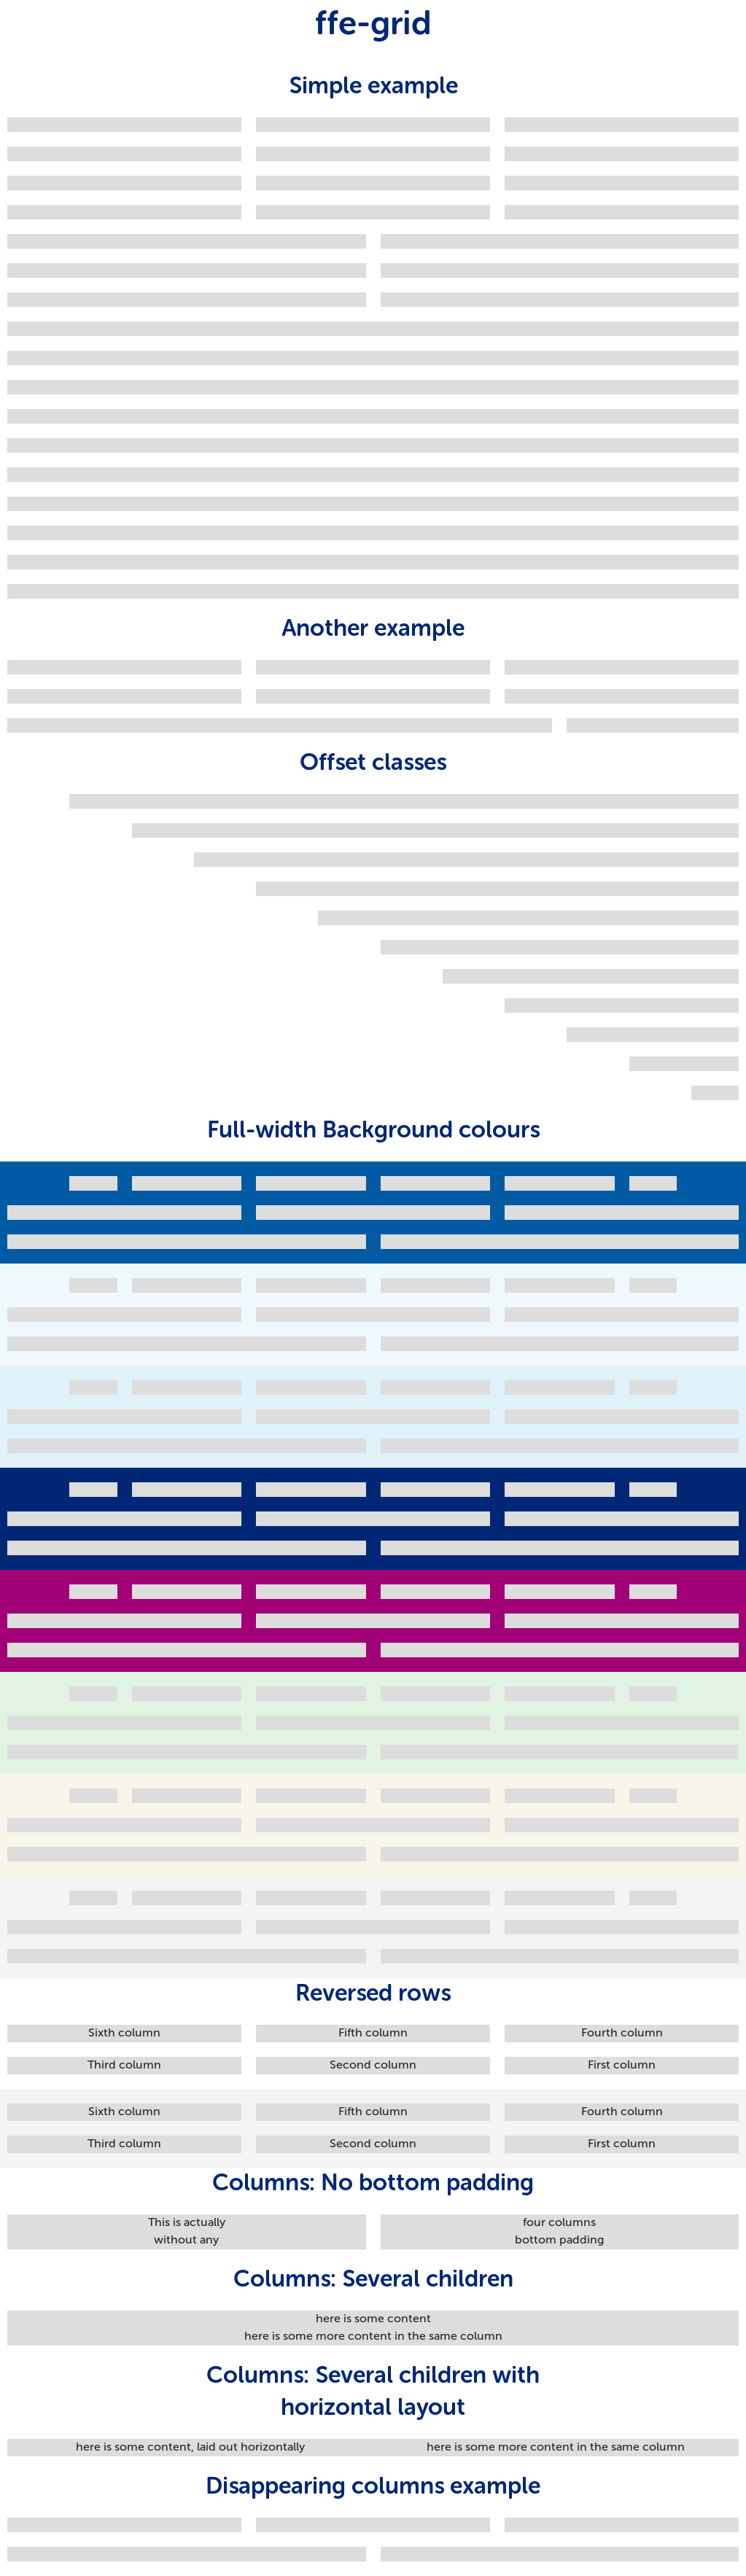 ffe-grid
Simple example
Another example
Offset classes
Full-width Background colours
Reversed rows
Sixth column Fifth column Fourth column
Third column Second column First column
Sixth column Fifth column Fourth column
Third column Second column First column
Columns: No bottom padding
This is actually four columns
without any bottom padding
Columns: Several children
here is some content
here is some more content in the same column
Columns: Several children with
horizontal layout
here is some content, laid out horizontally here is some more content in the same column
Disappearing columns example